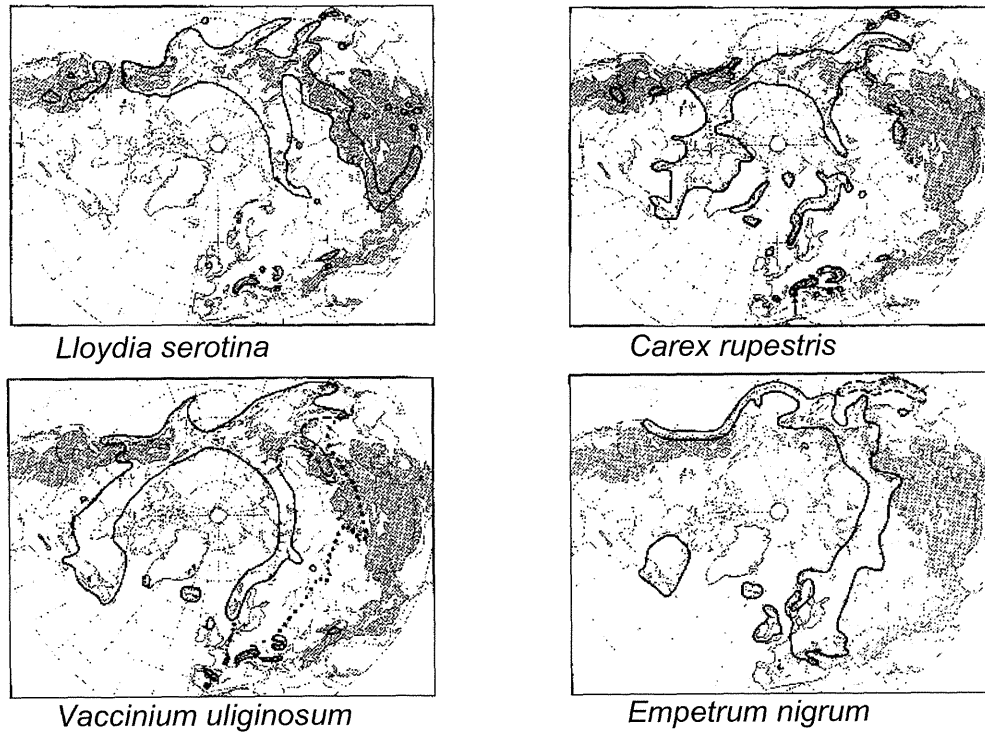 Lloydia serotina
Carex rupestris
Vaccinium uliginosum
Empetrum nigrum